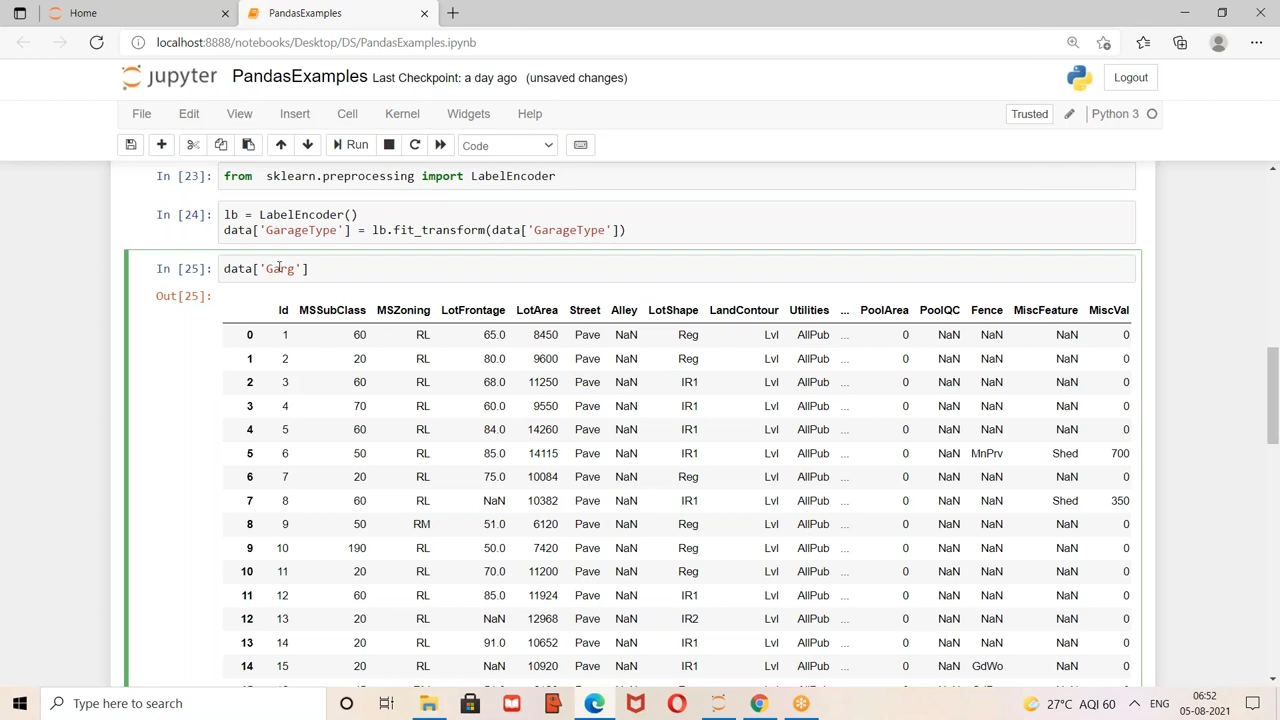 Home
PandasExamples
localhost:8888/notebooks/Desktop/DS/PandasExamples.ipynb
jupyter PandasExamples Last Checkpoint: a day ago (unsaved changes) Logout
File Edit View Insert Cell Kernel Widgets Help Trusted Python 3
Run Code
In [23]: from sklearn.preprocessing import LabelEncoder
In [24]: lb = LabelEncoder()
data['GarageType'] = lb.fit_transform(data['GarageType'])
In [25]: data['Garg']
Out[25]:
Id MSSubClass MSZoning LotFrontage LotArea Street Alley LotShape LandContour Utilities ... PoolArea PoolQC Fence MiscFeature MiscVal
0 1 60 RL 65.0 8450 Pave NaN Reg Lvl AllPub ... 0 NaN NaN NaN 0
1 2 20 RL 80.0 9600 Pave NaN Reg Lvl AllPub ... 0 NaN NaN NaN 0
2 3 60 RL 68.0 11250 Pave NaN IR1 Lvl AllPub ... 0 NaN NaN NaN 0
3 4 70 RL 60.0 9550 Pave NaN IR1 Lvl AllPub ... 0 NaN NaN NaN 0
4 5 60 RL 84.0 14260 Pave NaN IR1 Lvl AllPub ... 0 NaN NaN NaN 0
5 6 50 RL 85.0 14115 Pave NaN IR1 Lvl AllPub ... 0 NaN MnPrv Shed 700
6 7 20 RL 75.0 10084 Pave NaN Reg Lvl AllPub ... 0 NaN NaN NaN 0
7 8 60 RL NaN 10382 Pave NaN IR1 Lvl AllPub ... 0 NaN NaN Shed 350
8 9 50 RM 51.0 6120 Pave NaN Reg Lvl AllPub ... 0 NaN NaN NaN 0
9 10 190 RL 50.0 7420 Pave NaN Reg Lvl AllPub ... 0 NaN NaN NaN 0
10 11 20 RL 70.0 11200 Pave NaN Reg Lvl AllPub ... 0 NaN NaN NaN 0
11 12 60 RL 85.0 11924 Pave NaN IR1 Lvl AllPub ... 0 NaN NaN NaN 0
12 13 20 RL NaN 12968 Pave NaN IR2 Lvl AllPub ... 0 NaN NaN NaN 0
13 14 20 RL 91.0 10652 Pave NaN IR1 Lvl AllPub ... 0 NaN NaN NaN 0
14 15 20 RL NaN 10920 Pave NaN IR1 Lvl AllPub ... 0 NaN GdWo NaN 0
Type here to search
27°C AQI 60 ENG
06:52
05-08-2021